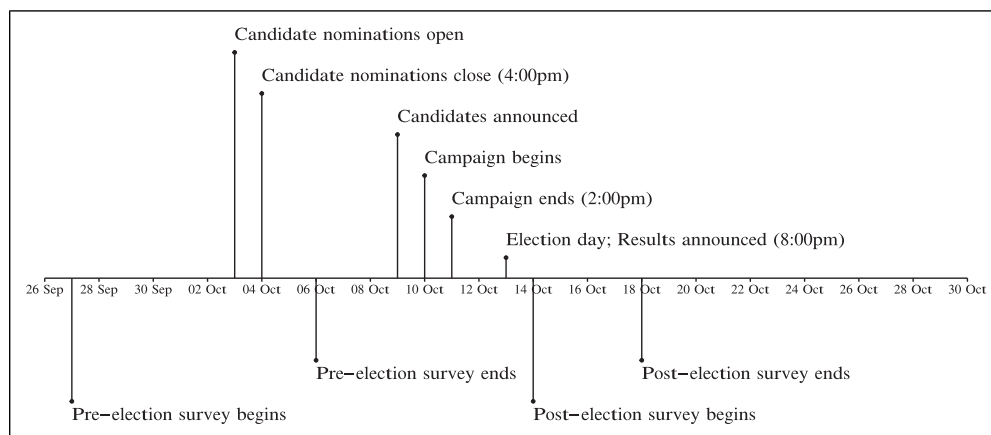 Candidate nominations open
Candidate nominations close (4:00pm)
Candidates announced
Campaign begins
Campaign ends (2:00pm)
Election day; Results announced (8:00pm)
26 Sep 28 Sep 30 Sep 02 Oct 04 Oct 06 Oct 08 Oct 10 Oct 12 Oct 14 Oct 16 Oct 18 Oct 20 Oct 22 Oct 24 Oct 26 Oct 28 Oct 30 Oct
Pre−election survey ends
Post−election survey ends
Pre−election survey begins
Post−election survey begins